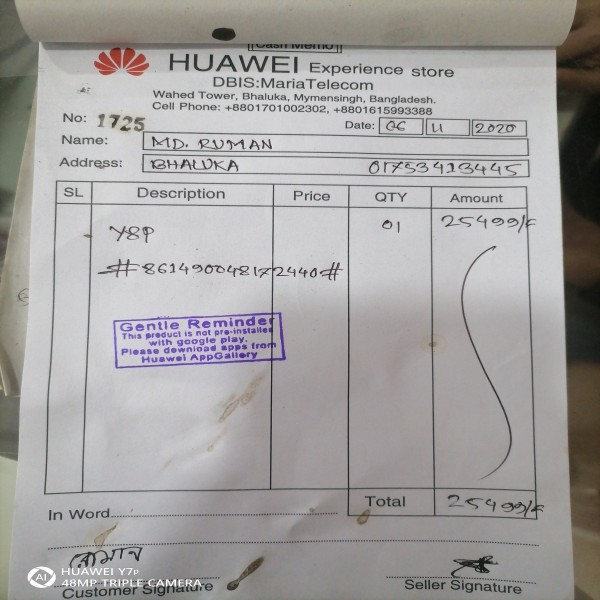 Cash Memo
HUAWEI Experience store
DBIS:MariaTelecom
Wahed Tower, Bhaluka, Mymensingh, Bangladesh.
Cell Phone: +8801701002302, +8801615993388
No: 1725 Date: 06 11 2020
Name: MD. RUMAN
Address: BHALUKA 01753413445
SL Description Price QTY Amount
Y8P 01 25499/=
#861490048172440#
Gentle Reminder
This product is not pre-installed
with google play.
Please download apps from
Huawei AppGallery
Total 25499/=
In Word
রোমান
Customer Signature Seller Signature
AI HUAWEI Y7p
48MP TRIPLE CAMERA